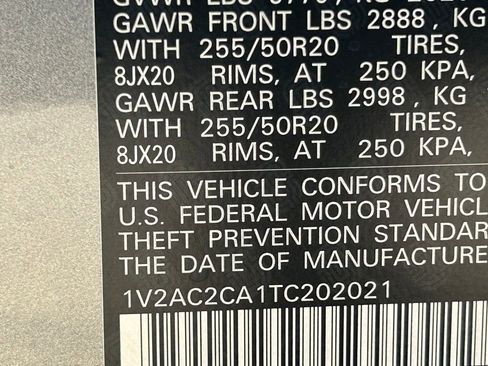 GAWR FRONT LBS 2888, KG
WITH 255/50R20 TIRES,
8JX20 RIMS, AT 250 KPA,
GAWR REAR LBS 2998, KG
WITH 255/50R20 TIRES,
8JX20 RIMS, AT 250 KPA,
THIS VEHICLE CONFORMS TO
U.S. FEDERAL MOTOR VEHICL
THEFT PREVENTION STANDAR
THE DATE OF MANUFACTURE
1V2AC2CA1TC202021